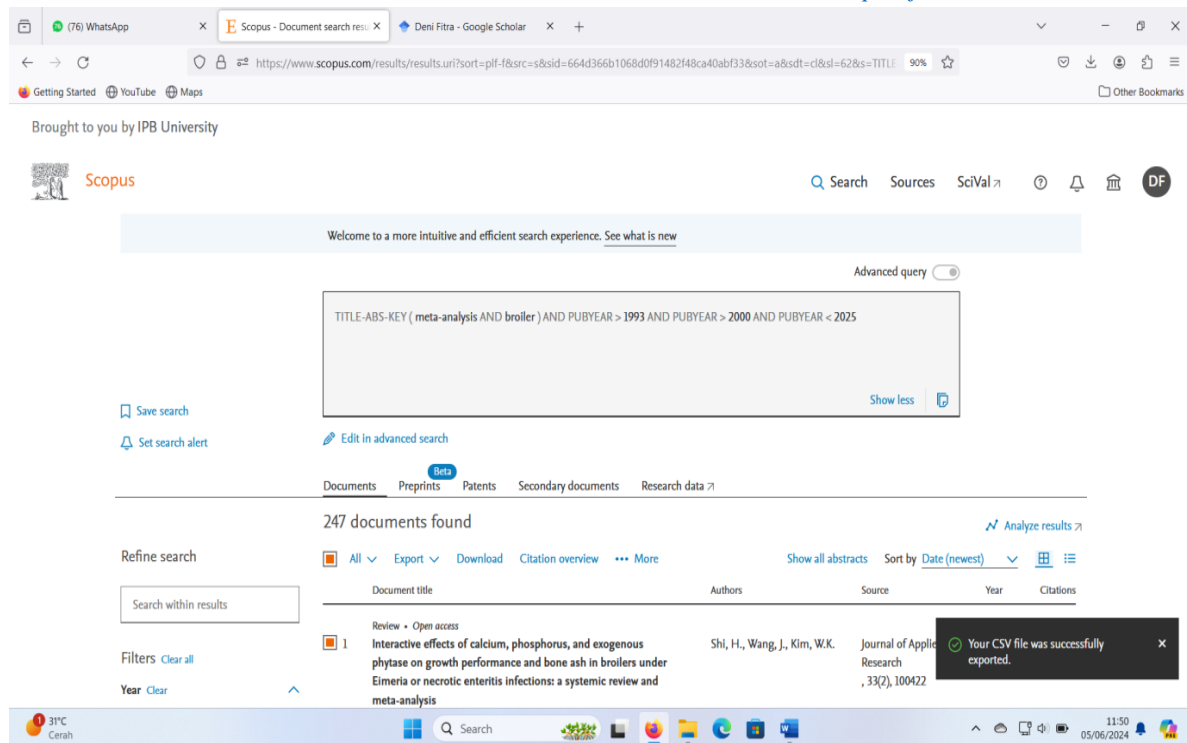 (76) WhatsApp
Scopus - Document search resu
Deni Fitra - Google Scholar
https://www.scopus.com/results/results.uri?sort=plf-f&src=s&sid=664d366b1068d0f91482f48ca40abf33&sot=a&sdt=cl&sl=62&s=TITLE
90%
Getting Started YouTube Maps
Other Bookmarks
Brought to you by IPB University
Scopus
Search Sources SciVal DF
Welcome to a more intuitive and efficient search experience. See what is new
Advanced query
TITLE-ABS-KEY ( meta-analysis AND broiler ) AND PUBYEAR > 1993 AND PUBYEAR > 2000 AND PUBYEAR < 2025
Show less
Save search
Set search alert
Edit in advanced search
Beta
Documents Preprints Patents Secondary documents Research data
247 documents found
Analyze results
Refine search
All Export Download Citation overview ••• More Show all abstracts Sort by Date (newest)
Document title Authors Source Year Citations
Search within results
Review • Open access
1 Interactive effects of calcium, phosphorus, and exogenous
phytase on growth performance and bone ash in broilers under
Eimeria or necrotic enteritis infections: a systemic review and
meta-analysis
Shi, H., Wang, J., Kim, W.K.
Journal of Applie
Research
, 33(2), 100422
Your CSV file was successfully
exported.
Filters Clear all
Year Clear
1
31°C
Cerah
Search
11:50
05/06/2024